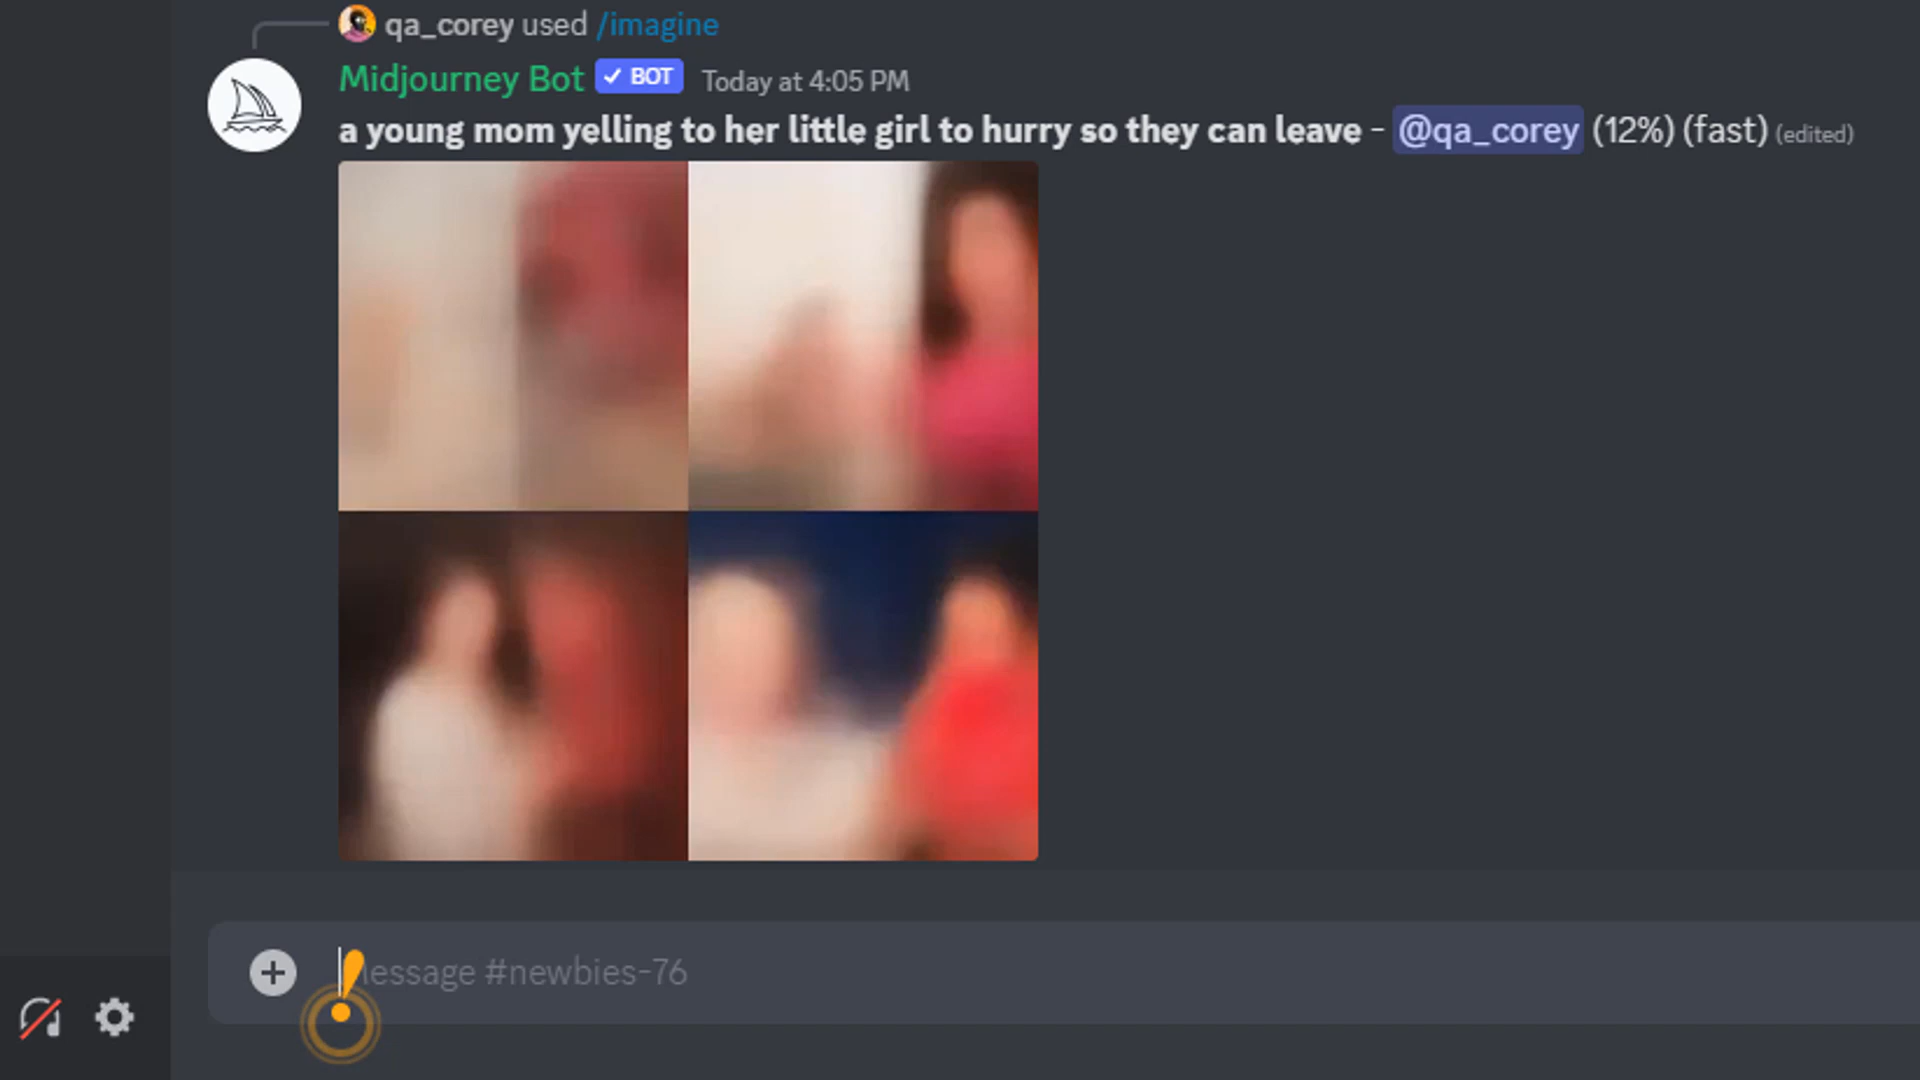 qa_corey used /imagine
Midjourney Bot ✓ BOT Today at 4:05 PM
a young mom yelling to her little girl to hurry so they can leave - @qa_corey (12%) (fast) (edited)
essage #newbies-76